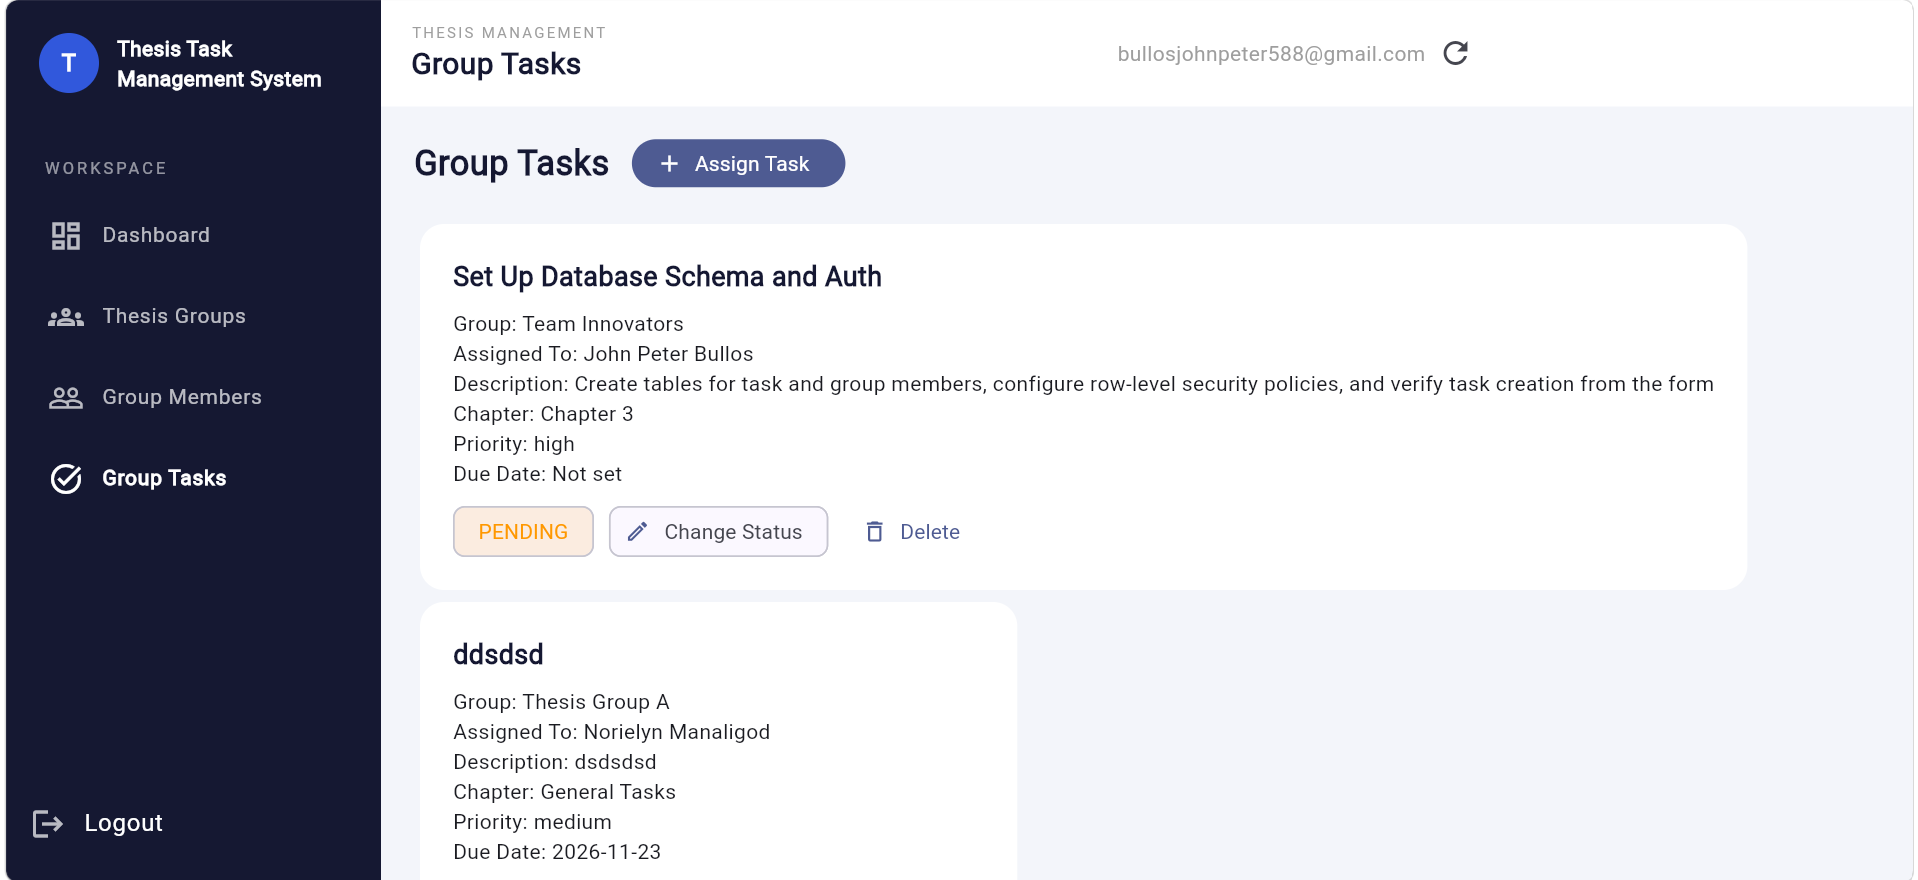 T
Thesis Task
Management System
WORKSPACE
Dashboard
Thesis Groups
Group Members
Group Tasks
Logout
THESIS MANAGEMENT
Group Tasks
bullosjohnpeter588@gmail.com
Group Tasks
Assign Task
Set Up Database Schema and Auth
Group: Team Innovators
Assigned To: John Peter Bullos
Description: Create tables for task and group members, configure row-level security policies, and verify task creation from the form
Chapter: Chapter 3
Priority: high
Due Date: Not set
PENDING
Change Status
Delete
ddsdsd
Group: Thesis Group A
Assigned To: Norielyn Manaligod
Description: dsdsdsd
Chapter: General Tasks
Priority: medium
Due Date: 2026-11-23